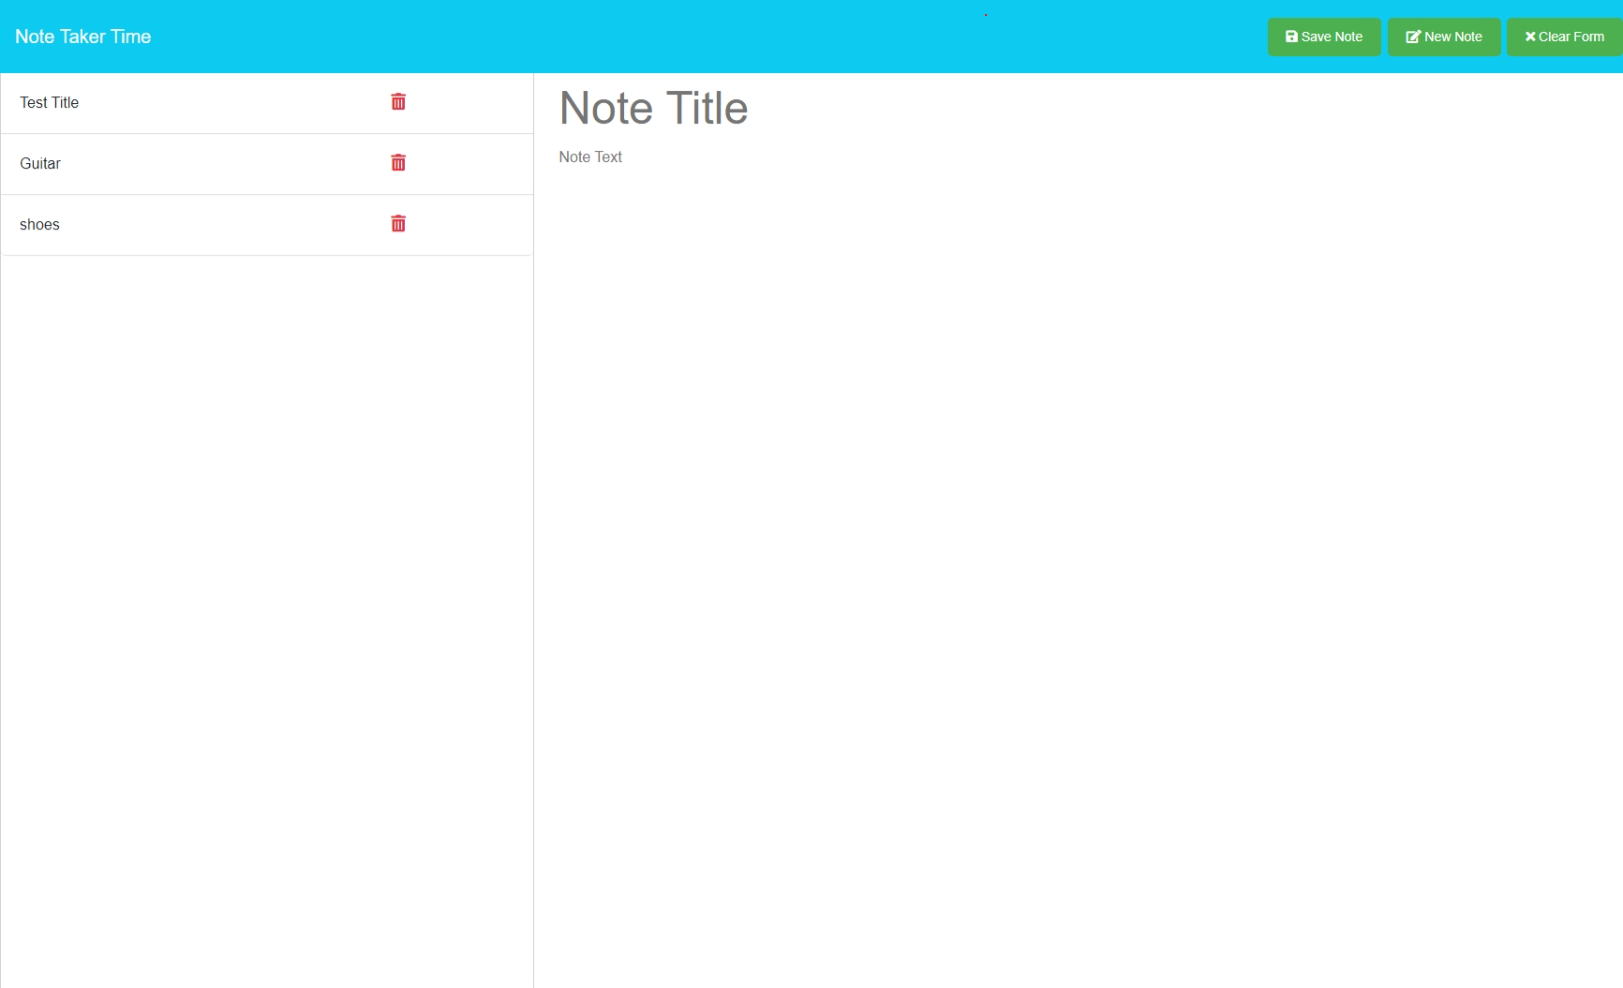 Note Taker Time
Save Note
New Note
Clear Form
Test Title
Guitar
shoes
Note Title
Note Text